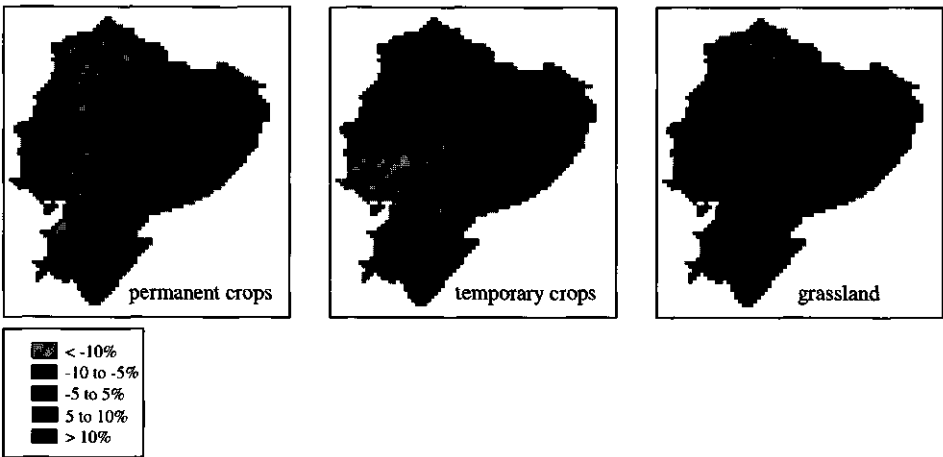 permanent crops
temporary crops
grassland
< -10%
-10 to -5%
-5 to 5%
5 to 10%
> 10%